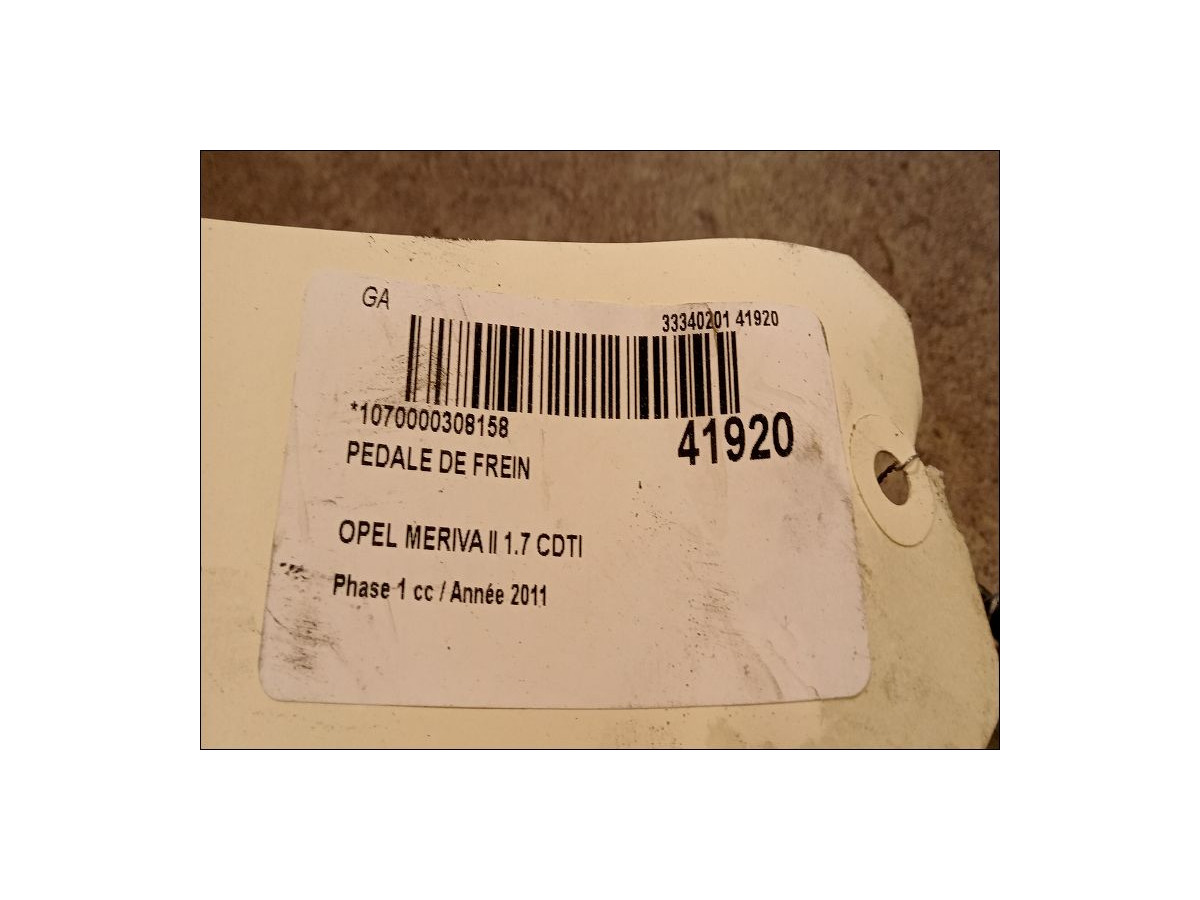 GA
33340201 41920
*1070000308158
41920
PEDALE DE FREIN
OPEL MERIVA II 1.7 CDTI
Phase 1 cc / Année 2011